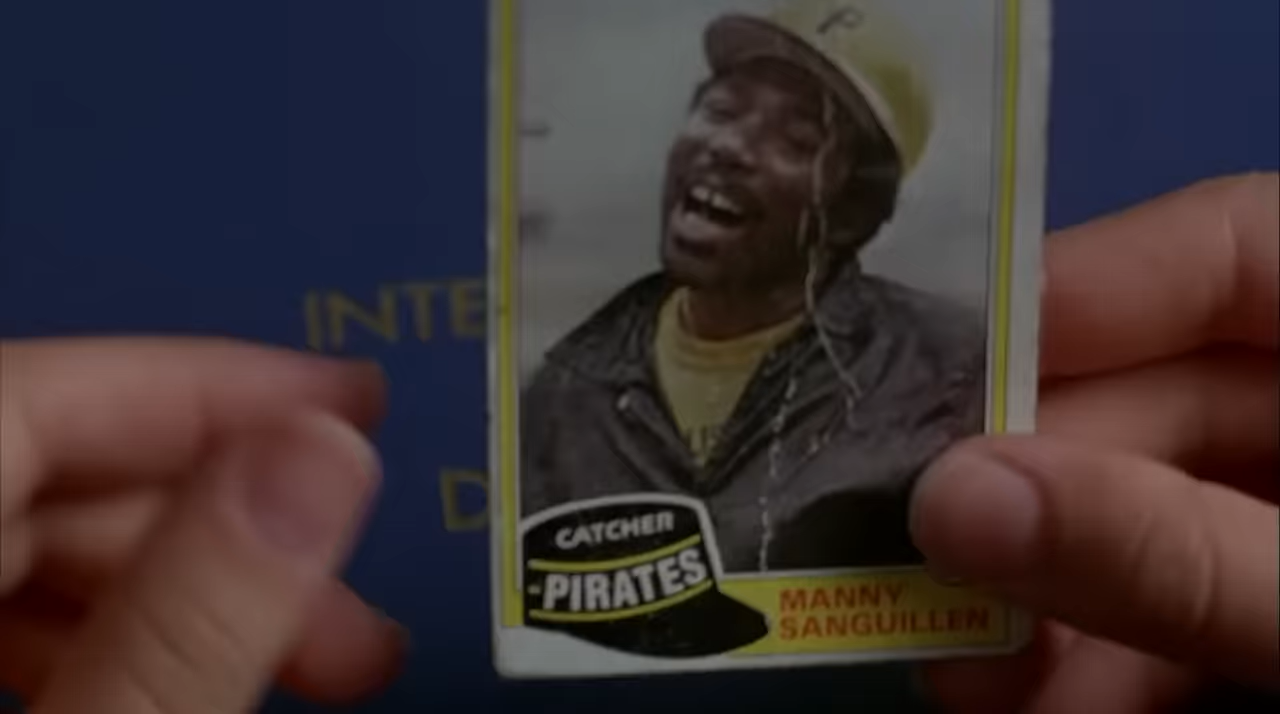 P
INTE
D
CATCHER
PIRATES
MANNY
SANGUILLEN